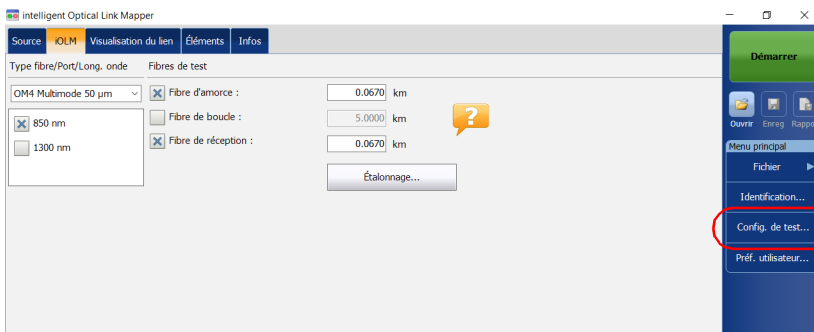 intelligent Optical Link Mapper
Source iOLM Visualisation du lien Éléments Infos
Type fibre/Port/Long. onde Fibres de test
OM4 Multimode 50 µm
850 nm
1300 nm
Fibre d'amorce : 0.0670 km
Fibre de boucle : 5.0000 km
Fibre de réception : 0.0670 km
?
Étalonnage...
Démarrer
Ouvrir Enreg Rappo
Menu principal
Fichier
Identification...
Config. de test...
Préf. utilisateur...